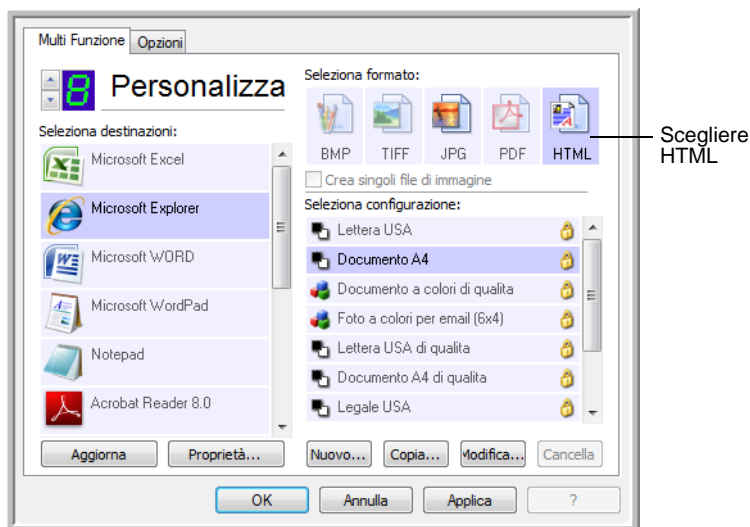 Multi Funzione
Opzioni
8
Personalizza
Seleziona destinazioni:
Microsoft Excel
Microsoft Explorer
Microsoft WORD
Microsoft WordPad
Notepad
Acrobat Reader 8.0
Aggiorna
Proprietà...
Seleziona formato:
BMP
TIFF
JPG
PDF
HTML
Crea singoli file di immagine
Seleziona configurazione:
Lettera USA
Documento A4
Documento a colori di qualita
Foto a colori per email (6x4)
Lettera USA di qualita
Documento A4 di qualita
Legale USA
Nuovo...
Copia...
Modifica...
Cancella
OK
Annulla
Applica
?
Scegliere
HTML